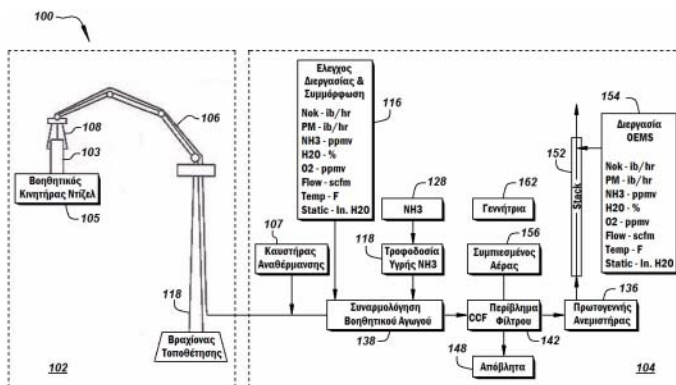 100
108
103
106
Βοηθητικός
Κινητήρας Ντίζελ
105
118
Βραχίονας
Τοποθέτησης
102
Ελεγχος
Διεργασίας &
Συμμόρφωση
Nok - ib/hr
PM - ib/hr
NH3 - ppmv
H2O - %
O2 - ppmv
Flow - scfm
Temp - F
Static - In. H2O
116
107
Καυστήρας
Αναθέρμανσης
128
NH3
118
Τροφοδοσία
Υγρής NH3
162
Γεννήτρια
156
Συμπιεσμένος
Αέρας
Συναρμολόγηση
Βοηθητικού Αγωγού
138
CCF
Περίβλημα
Φίλτρου
142
148
Απόβλητα
136
Πρωτογενής
Ανεμιστήρας
152
Stack
154
Διεργασία
OEMS
Nok - ib/hr
PM - ib/hr
NH3 - ppmv
H2O - %
O2 - ppmv
Flow - scfm
Temp - F
Static - In. H2O
104